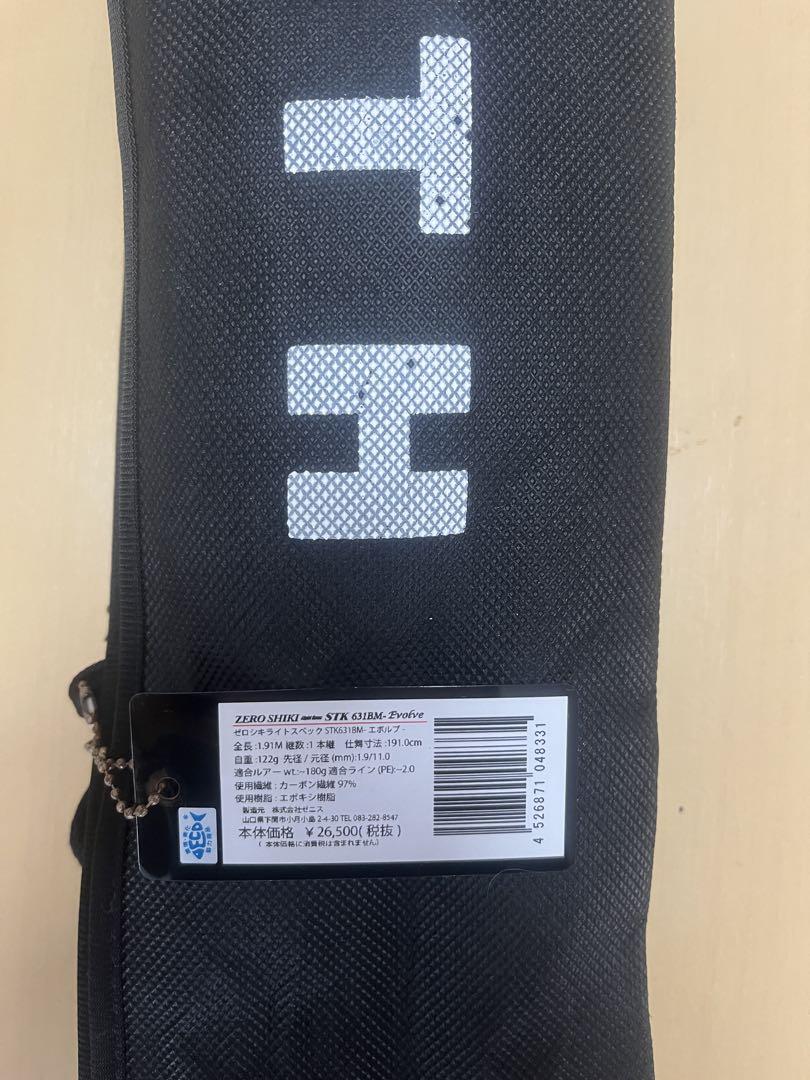 HT
ZERO SHIKI STK 631BM-Evolve
ゼロシキライトスペック STK631BM- エボルブ -
全長:1.91M 継数:1 本継 仕舞寸法:191.0cm
自重:122g 先径 / 元径 (mm):1.9/11.0
適合ルアー wt.:~180g 適合ライン (PE):~2.0
使用繊維 : カーボン繊維 97%
使用樹脂 : エポキシ樹脂
製造元 株式会社ゼニス
山口県下関市小月小島 2-4-30 TEL 083-282-8547
本体価格 ¥26,500(税抜)
( 本体価格に消費税は含まれません)
4 526871 048331